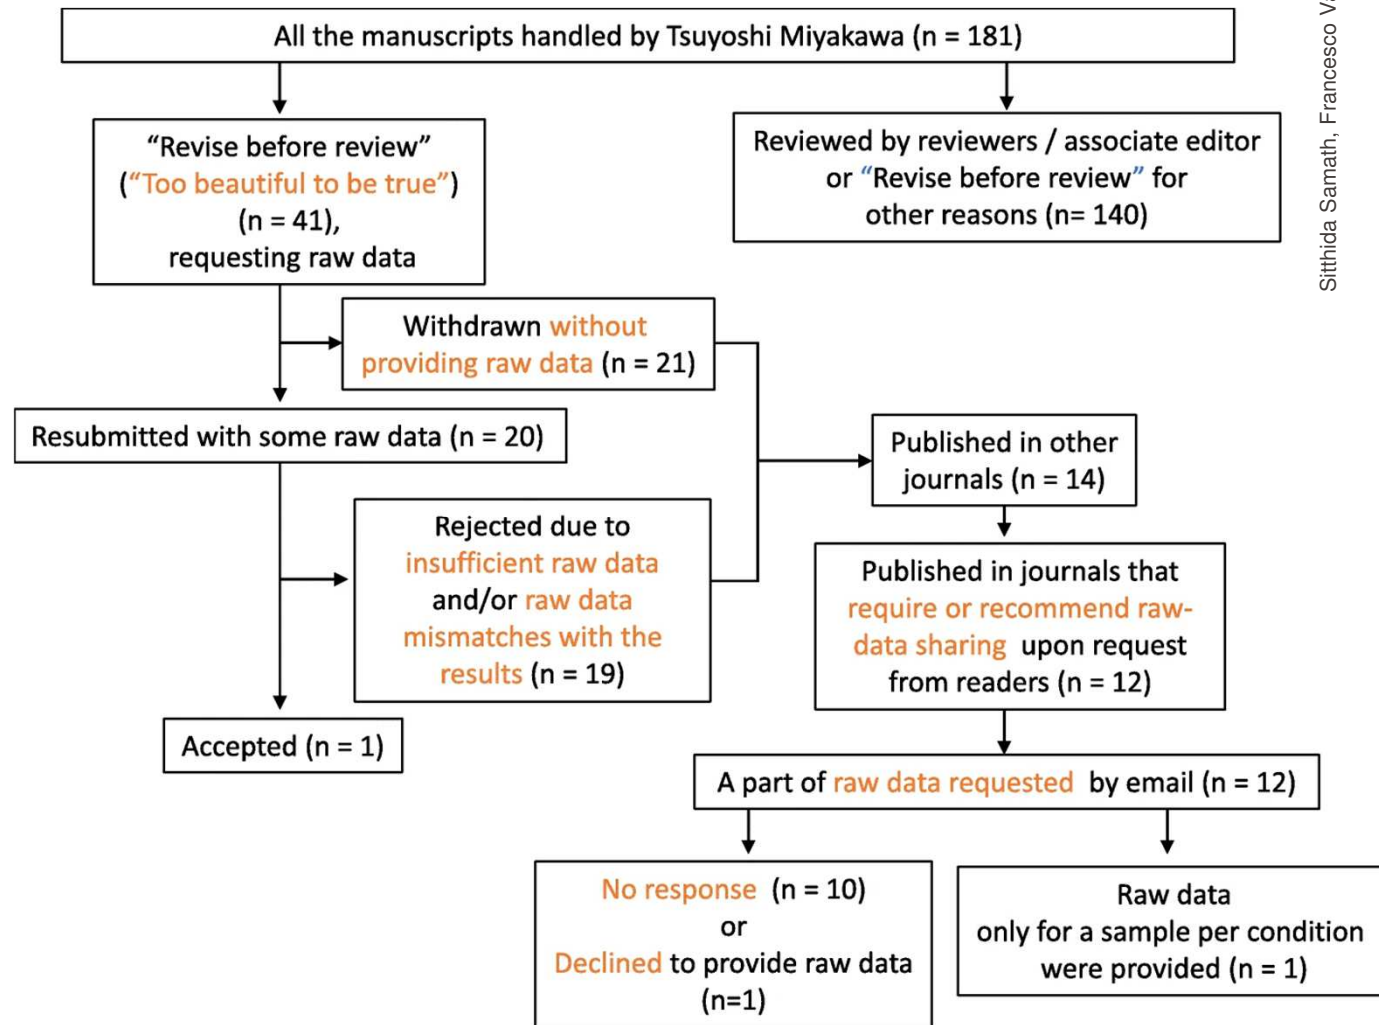 All the manuscripts handled by Tsuyoshi Miyakawa (n = 181)
“Revise before review”
(“Too beautiful to be true”)
(n = 41),
requesting raw data
Reviewed by reviewers / associate editor
or “Revise before review” for
other reasons (n= 140)
Withdrawn without
providing raw data (n = 21)
Resubmitted with some raw data (n = 20)
Rejected due to
insufficient raw data
and/or raw data
mismatches with the
results (n = 19)
Accepted (n = 1)
Published in other
journals (n = 14)
Published in journals that
require or recommend raw-
data sharing upon request
from readers (n = 12)
A part of raw data requested by email (n = 12)
No response (n = 10)
or
Declined to provide raw data
(n=1)
Raw data
only for a sample per condition
were provided (n = 1)
Sitthida Samath, Francesco